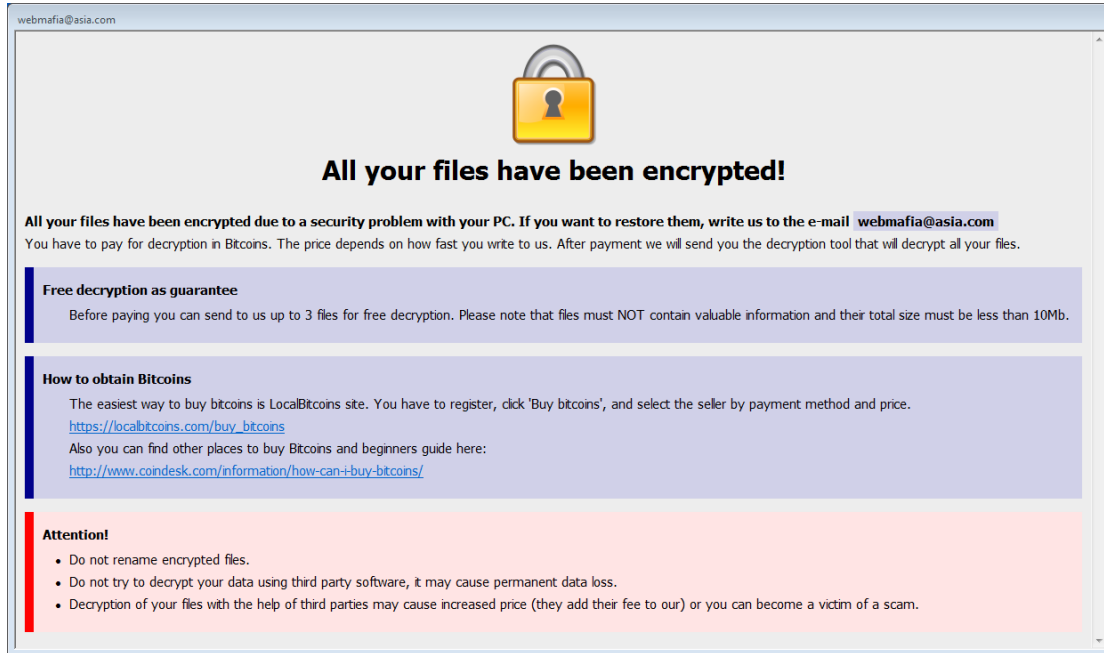 webmafia@asia.com
All your files have been encrypted!
All your files have been encrypted due to a security problem with your PC. If you want to restore them, write us to the e-mail webmafia@asia.com
You have to pay for decryption in Bitcoins. The price depends on how fast you write to us. After payment we will send you the decryption tool that will decrypt all your files.
Free decryption as guarantee
Before paying you can send to us up to 3 files for free decryption. Please note that files must NOT contain valuable information and their total size must be less than 10Mb.
How to obtain Bitcoins
The easiest way to buy bitcoins is LocalBitcoins site. You have to register, click 'Buy bitcoins', and select the seller by payment method and price.
https://localbitcoins.com/buy_bitcoins
Also you can find other places to buy Bitcoins and beginners guide here:
http://www.coindesk.com/information/how-can-i-buy-bitcoins/
Attention!
• Do not rename encrypted files.
• Do not try to decrypt your data using third party software, it may cause permanent data loss.
• Decryption of your files with the help of third parties may cause increased price (they add their fee to our) or you can become a victim of a scam.